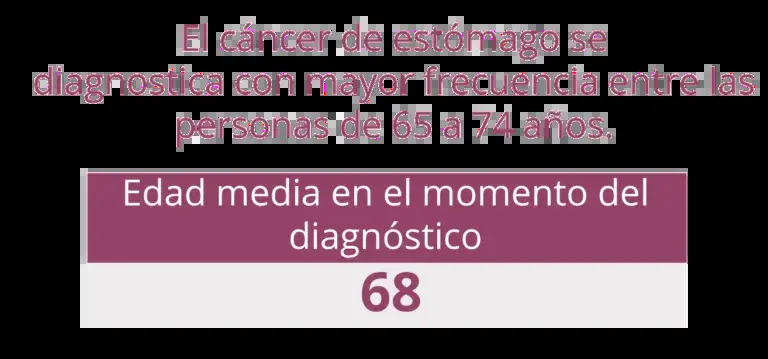 El cáncer de estómago se
diagnostica con mayor frecuencia entre las
personas de 65 a 74 años.
Edad media en el momento del
diagnóstico
68